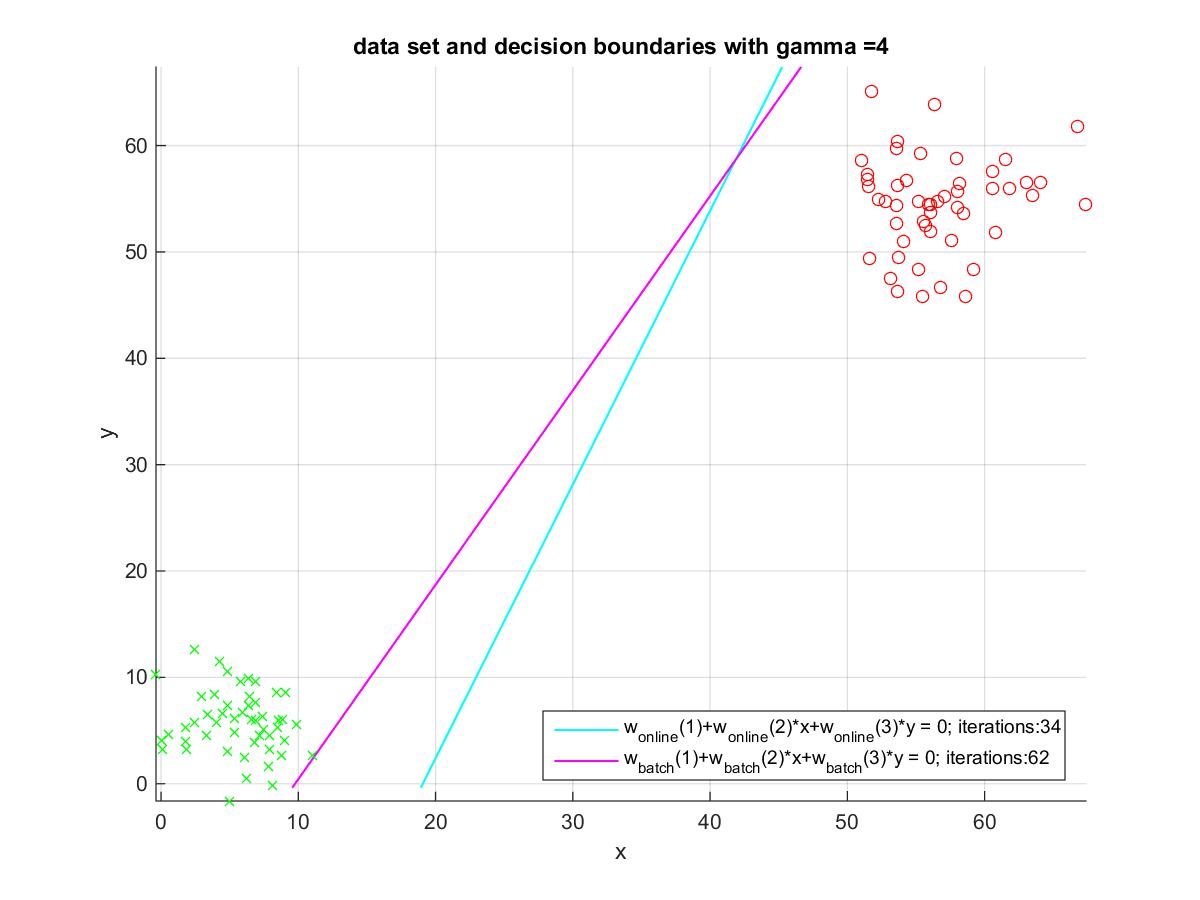 data set and decision boundaries with gamma =4
60
50
40
30
20
10
0
y
w_online(1)+w_online(2)*x+w_online(3)*y = 0; iterations:34
w_batch(1)+w_batch(2)*x+w_batch(3)*y = 0; iterations:62
0 10 20 30 40 50 60
x